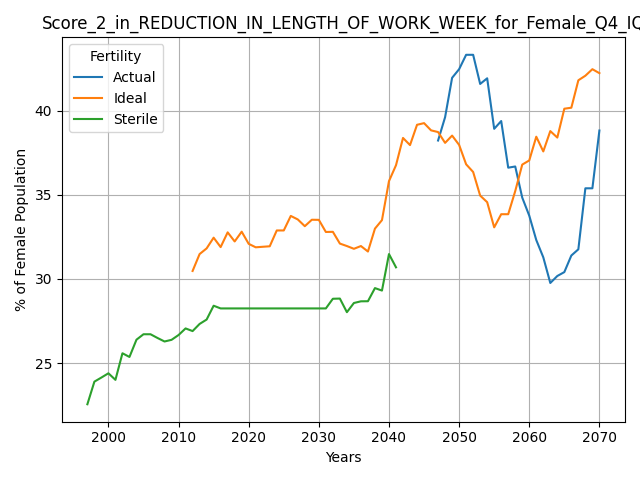 Score_2_in_REDUCTION_IN_LENGTH_OF_WORK_WEEK_for_Female_Q4_IQ
Fertility
Actual
Ideal
Sterile
% of Female Population
40
35
30
25
2000 2010 2020 2030 2040 2050 2060 2070
Years